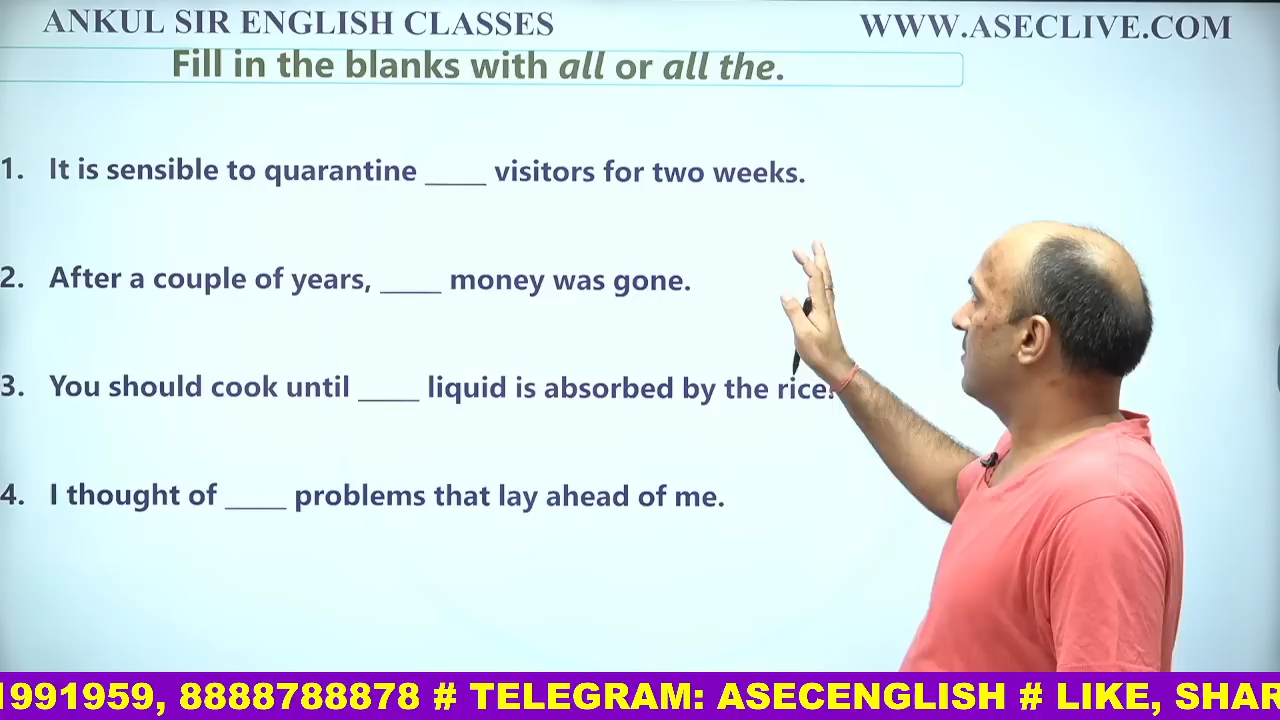 ANKUL SIR ENGLISH CLASSES
WWW.ASECLIVE.COM
Fill in the blanks with all or all the.
1. It is sensible to quarantine _____ visitors for two weeks.
2. After a couple of years, _____ money was gone.
3. You should cook until _____ liquid is absorbed by the rice.
4. I thought of _____ problems that lay ahead of me.
1991959, 8888788878 # TELEGRAM: ASECENGLISH # LIKE, SHAR